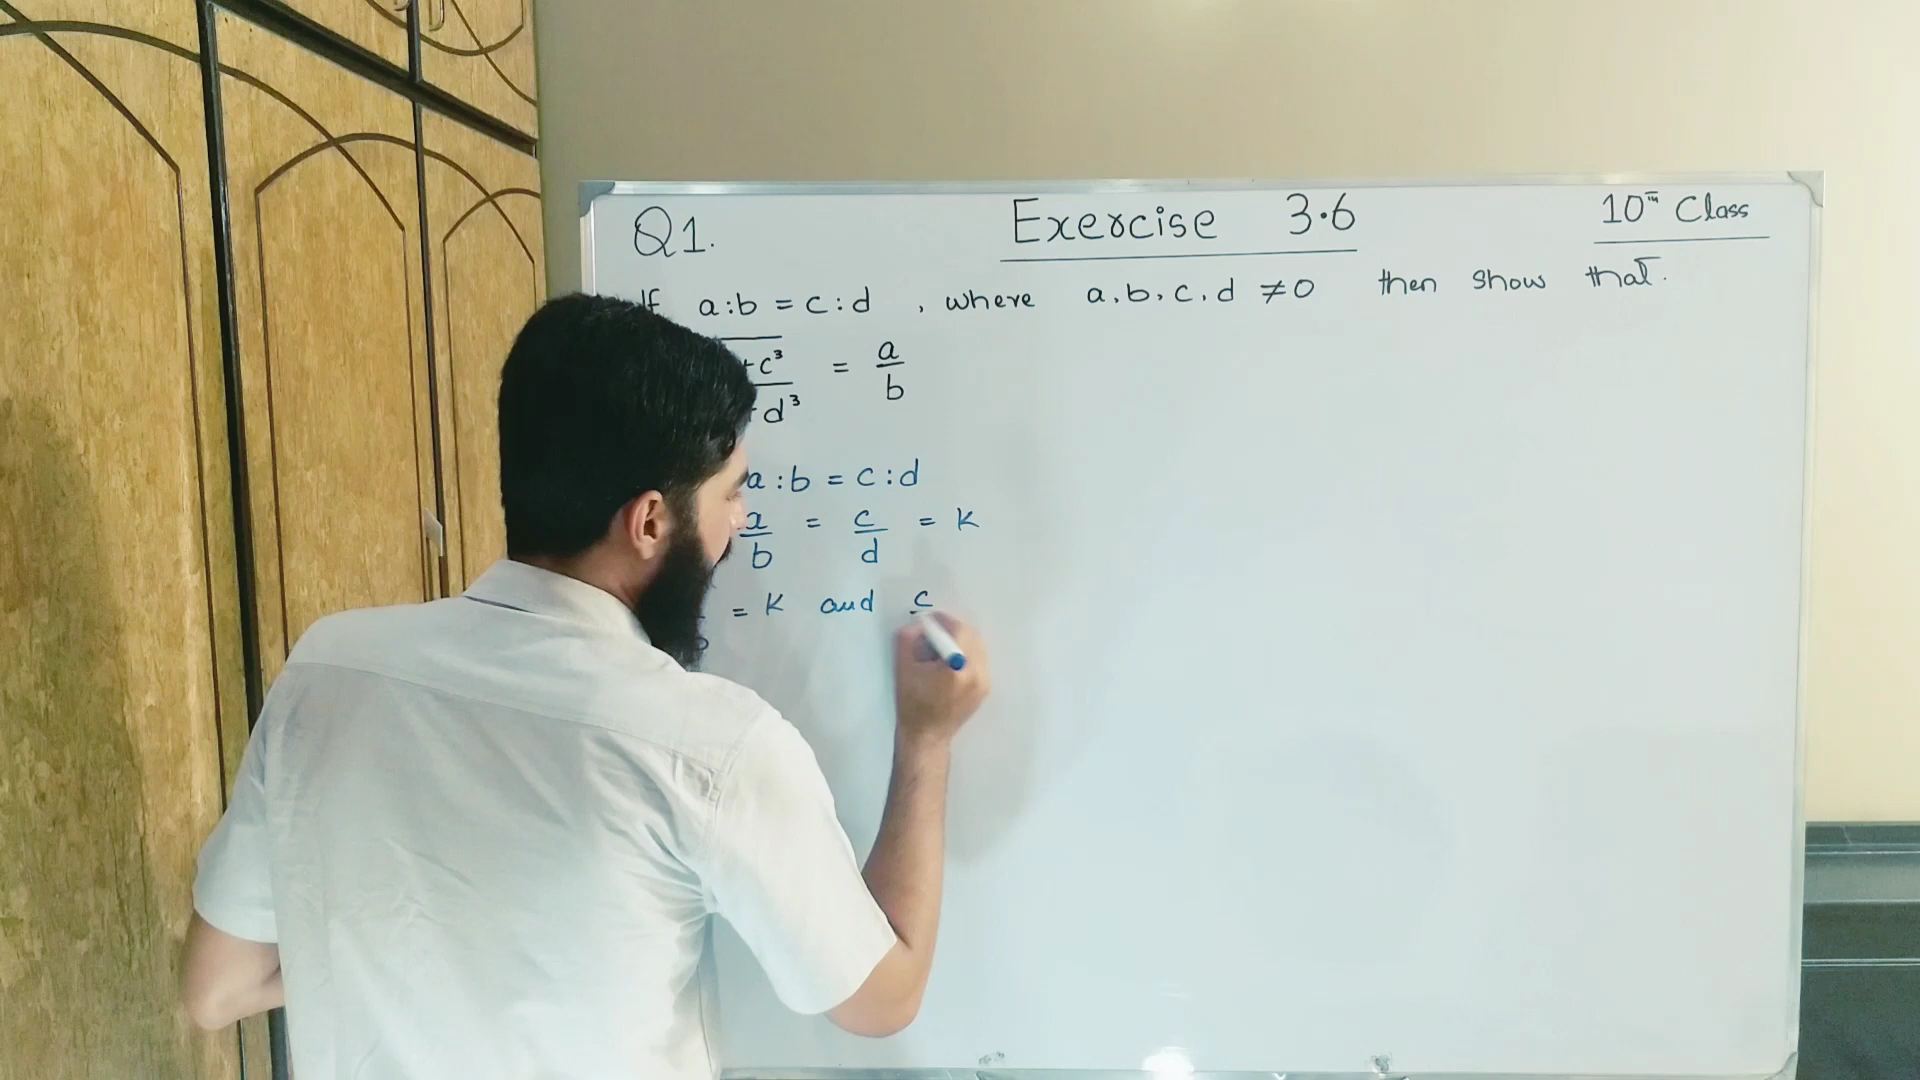 Q1. Exercise 3.6 10th Class
If a:b = c:d , where a, b, c, d ≠0 then show that.
+c³ / +d³ = a/b
a:b = c:d
a/b = c/d = K
= K and c